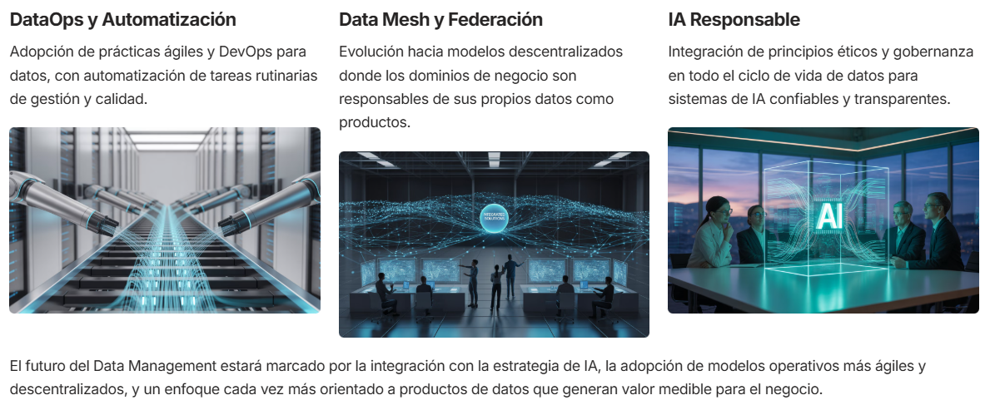 DataOps y Automatización
Adopción de prácticas ágiles y DevOps para
datos, con automatización de tareas rutinarias
de gestión y calidad.
Data Mesh y Federación
Evolución hacia modelos descentralizados
donde los dominios de negocio son
responsables de sus propios datos como
productos.
INTEGRATED
SOLUTIONS
IA Responsable
Integración de principios éticos y gobernanza
en todo el ciclo de vida de datos para
sistemas de IA confiables y transparentes.
AI
El futuro del Data Management estará marcado por la integración con la estrategia de IA, la adopción de modelos operativos más ágiles y
descentralizados, y un enfoque cada vez más orientado a productos de datos que generan valor medible para el negocio.